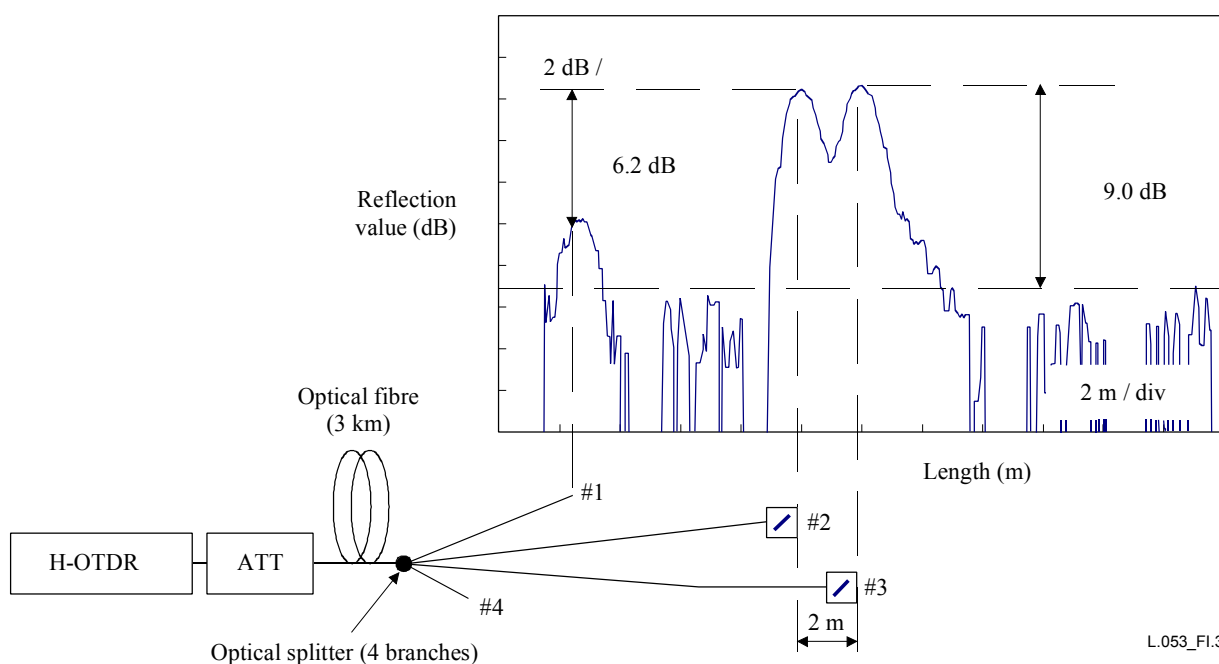 2 dB /
6.2 dB
9.0 dB
Reflection
value (dB)
2 m / div
Optical fibre
(3 km)
Length (m)
#1
#2
H-OTDR
ATT
#3
#4
2 m
Optical splitter (4 branches)
L.053_FI.3